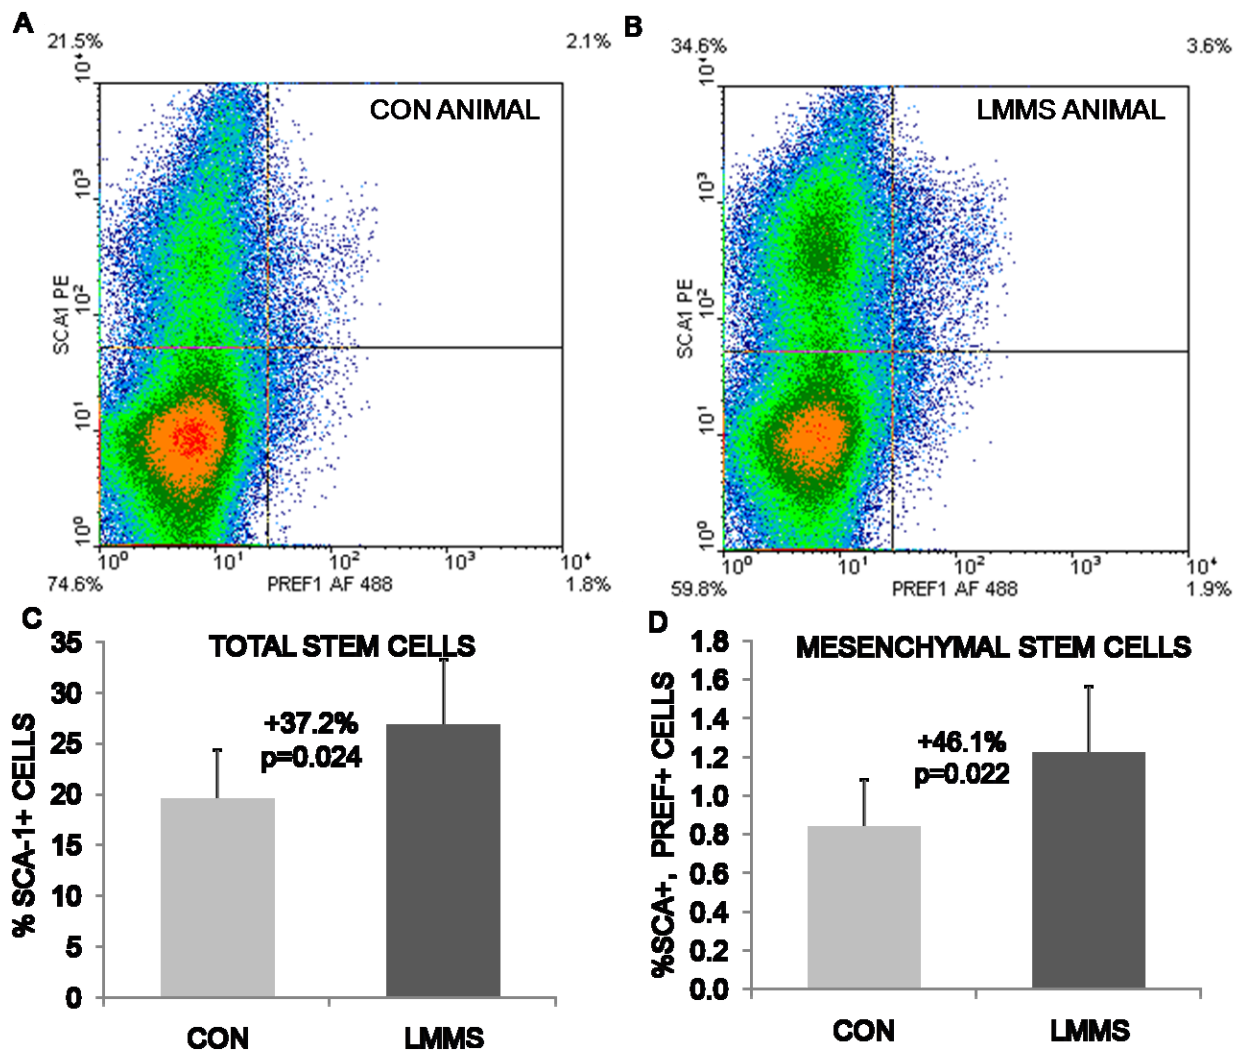 A
21.5%
2.1%
CON ANIMAL
10⁴
10³
10²
10¹
10⁰
SCA1 PE
10⁰ 10¹ 10² 10³ 10⁴
74.6%
PREF1 AF 488
1.8%
B
34.6%
3.6%
LMMS ANIMAL
10⁴
10³
10²
10¹
10⁰
SCA1 PE
10⁰ 10¹ 10² 10³ 10⁴
59.8%
PREF1 AF 488
1.9%
C
TOTAL STEM CELLS
% SCA-1+ CELLS
35
30
25
20
15
10
5
0
+37.2%
p=0.024
CON LMMS
D
MESENCHYMAL STEM CELLS
%SCA+, PREF+ CELLS
1.8
1.6
1.4
1.2
1.0
0.8
0.6
0.4
0.2
0.0
+46.1%
p=0.022
CON LMMS